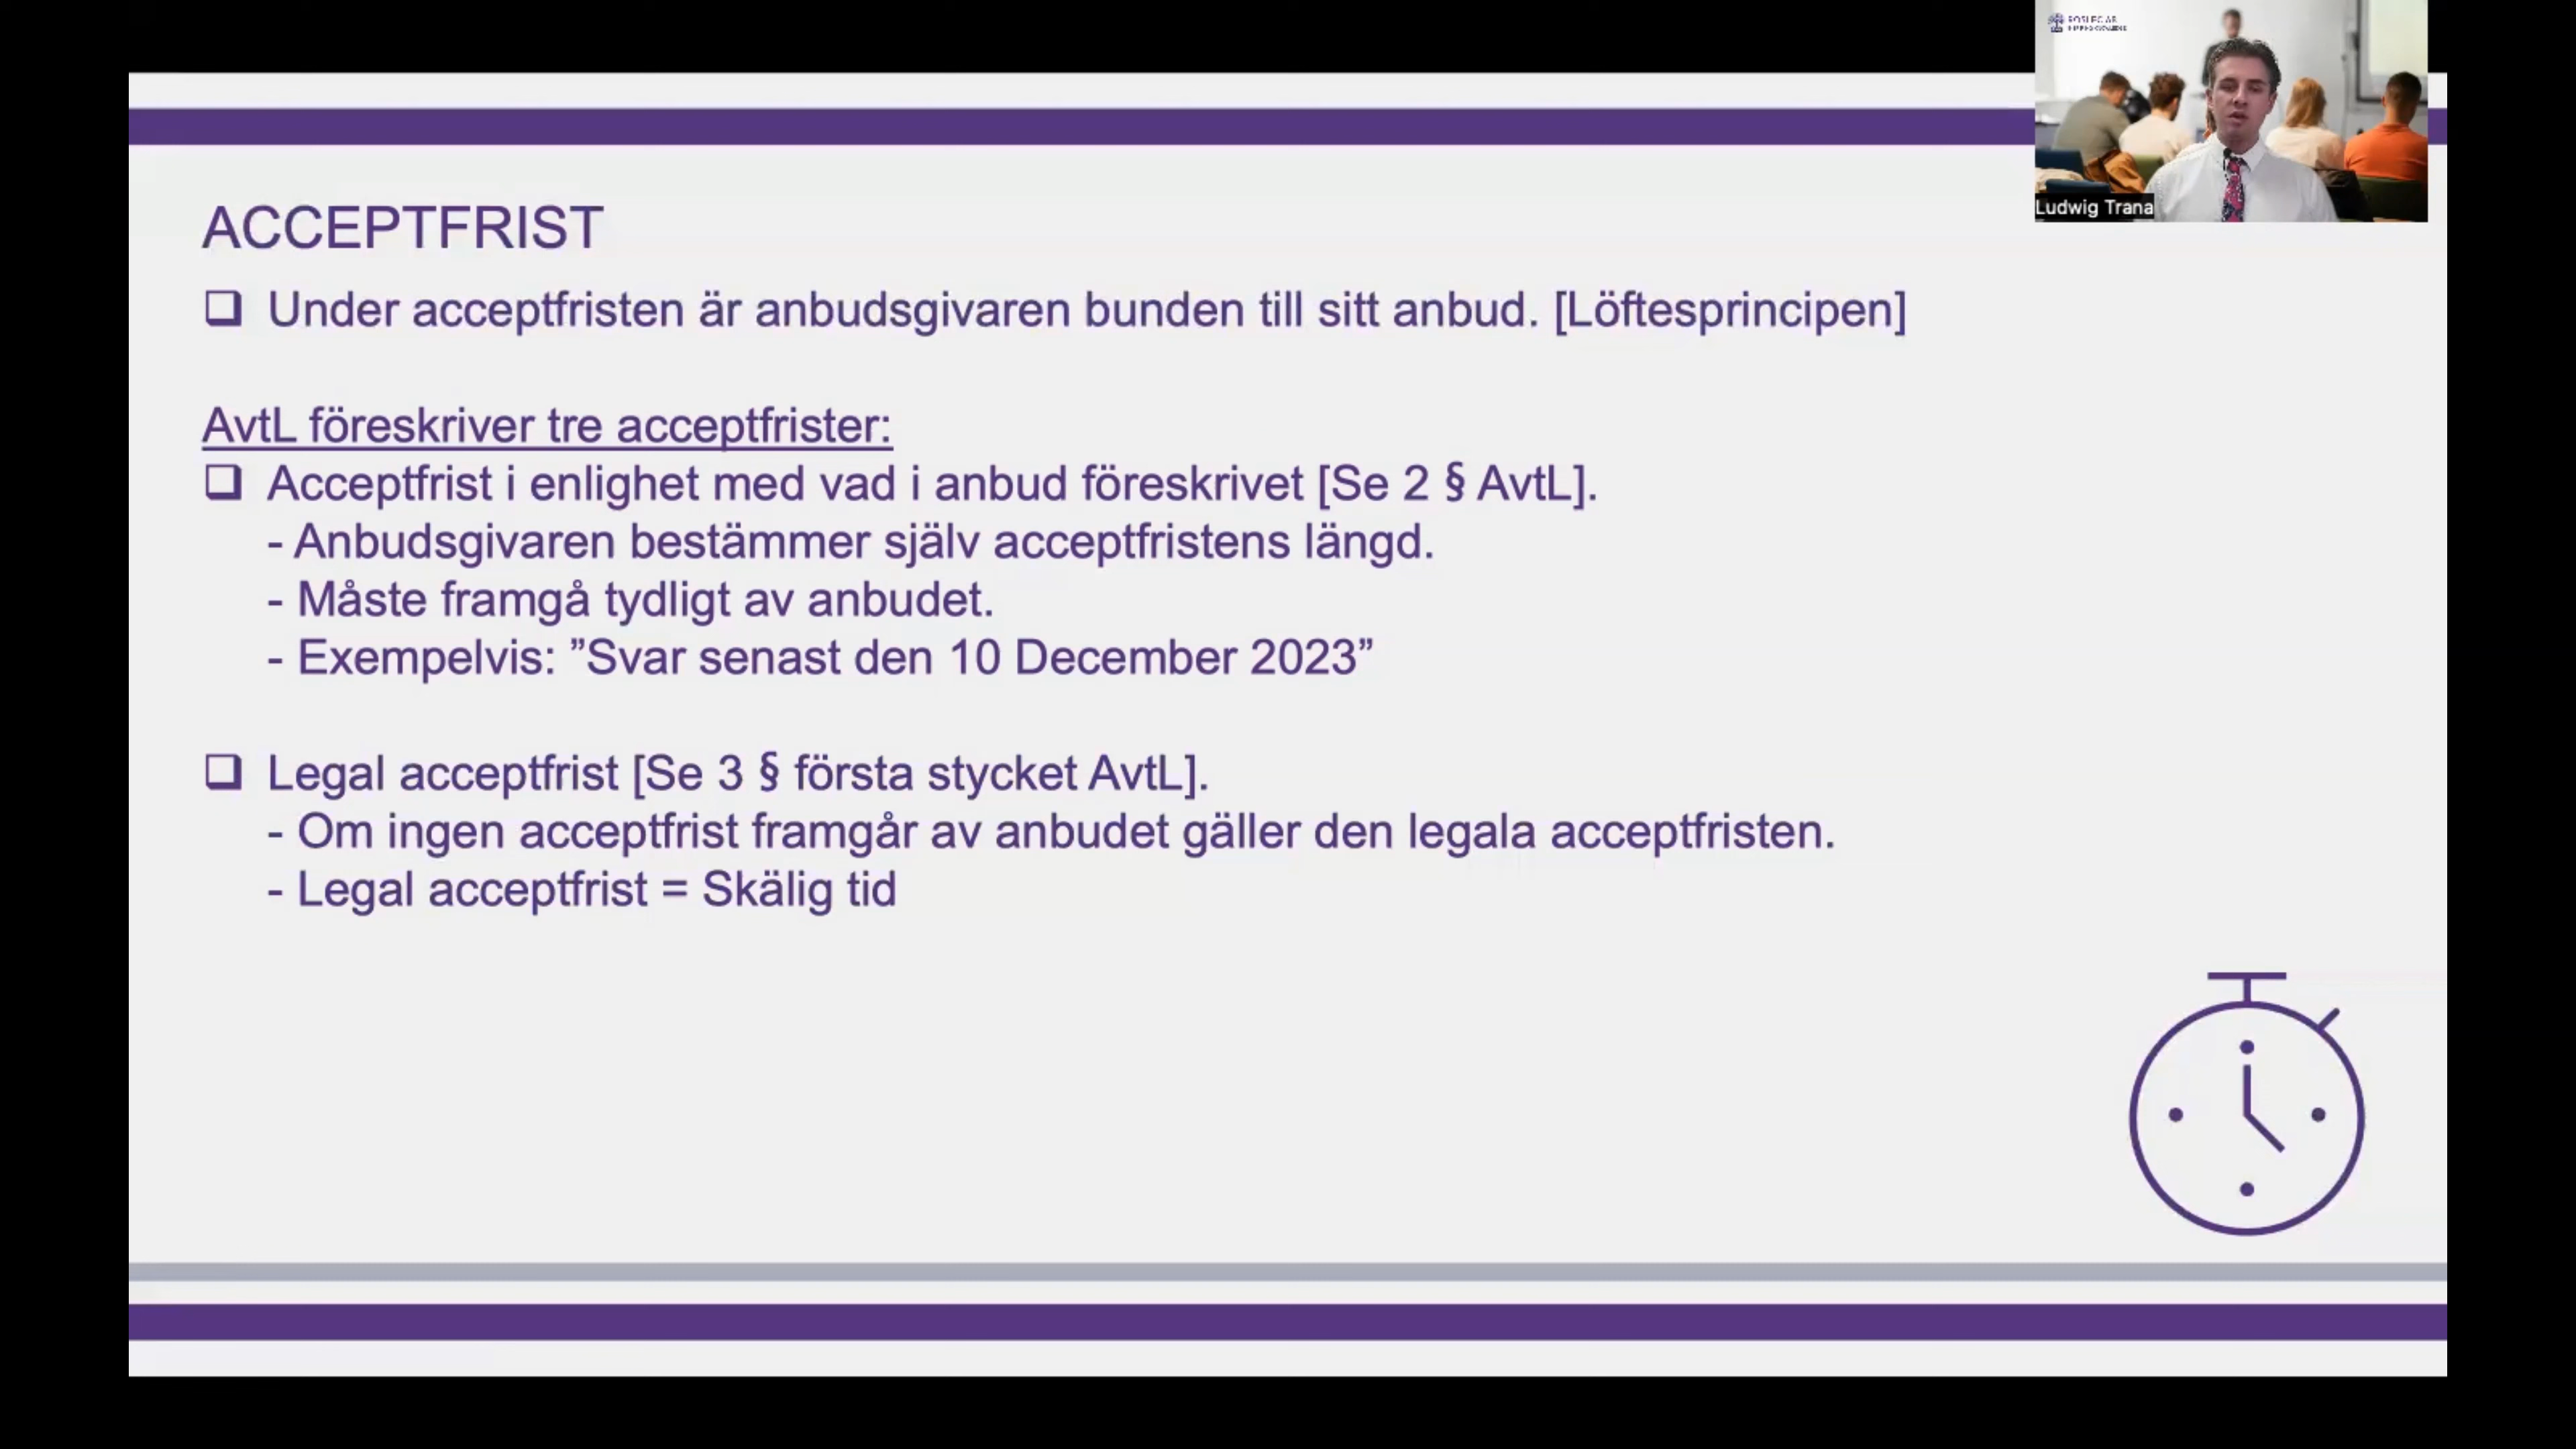 ACCEPTFRIST
Under acceptfristen är anbudsgivaren bunden till sitt anbud. [Löftesprincipen]
AvtL föreskriver tre acceptfrister:
Acceptfrist i enlighet med vad i anbud föreskrivet [Se 2 § AvtL].
- Anbudsgivaren bestämmer själv acceptfristens längd.
- Måste framgå tydligt av anbudet.
- Exempelvis: ”Svar senast den 10 December 2023”
Legal acceptfrist [Se 3 § första stycket AvtL].
- Om ingen acceptfrist framgår av anbudet gäller den legala acceptfristen.
- Legal acceptfrist = Skälig tid
Ludwig Trana